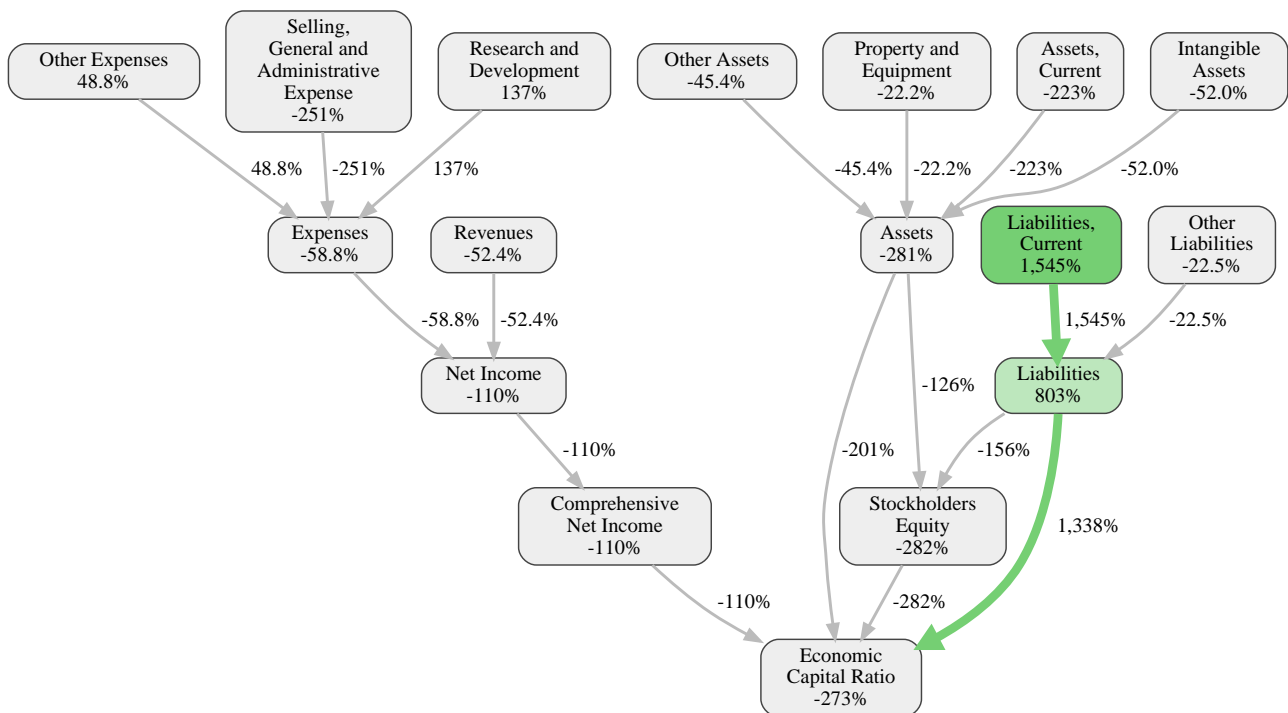 Other Expenses
48.8%
Selling,
General and
Administrative
Expense
-251%
Research and
Development
137%
Other Assets
-45.4%
Property and
Equipment
-22.2%
Assets,
Current
-223%
Intangible
Assets
-52.0%
48.8%
-251%
137%
-45.4%
-22.2%
-223%
-52.0%
Expenses
-58.8%
Revenues
-52.4%
Assets
-281%
Liabilities,
Current
1,545%
Other
Liabilities
-22.5%
-58.8%
-52.4%
1,545%
-22.5%
Net Income
-110%
-126%
Liabilities
803%
-110%
-201%
-156%
Comprehensive
Net Income
-110%
Stockholders
Equity
-282%
1,338%
-110%
-282%
Economic
Capital Ratio
-273%